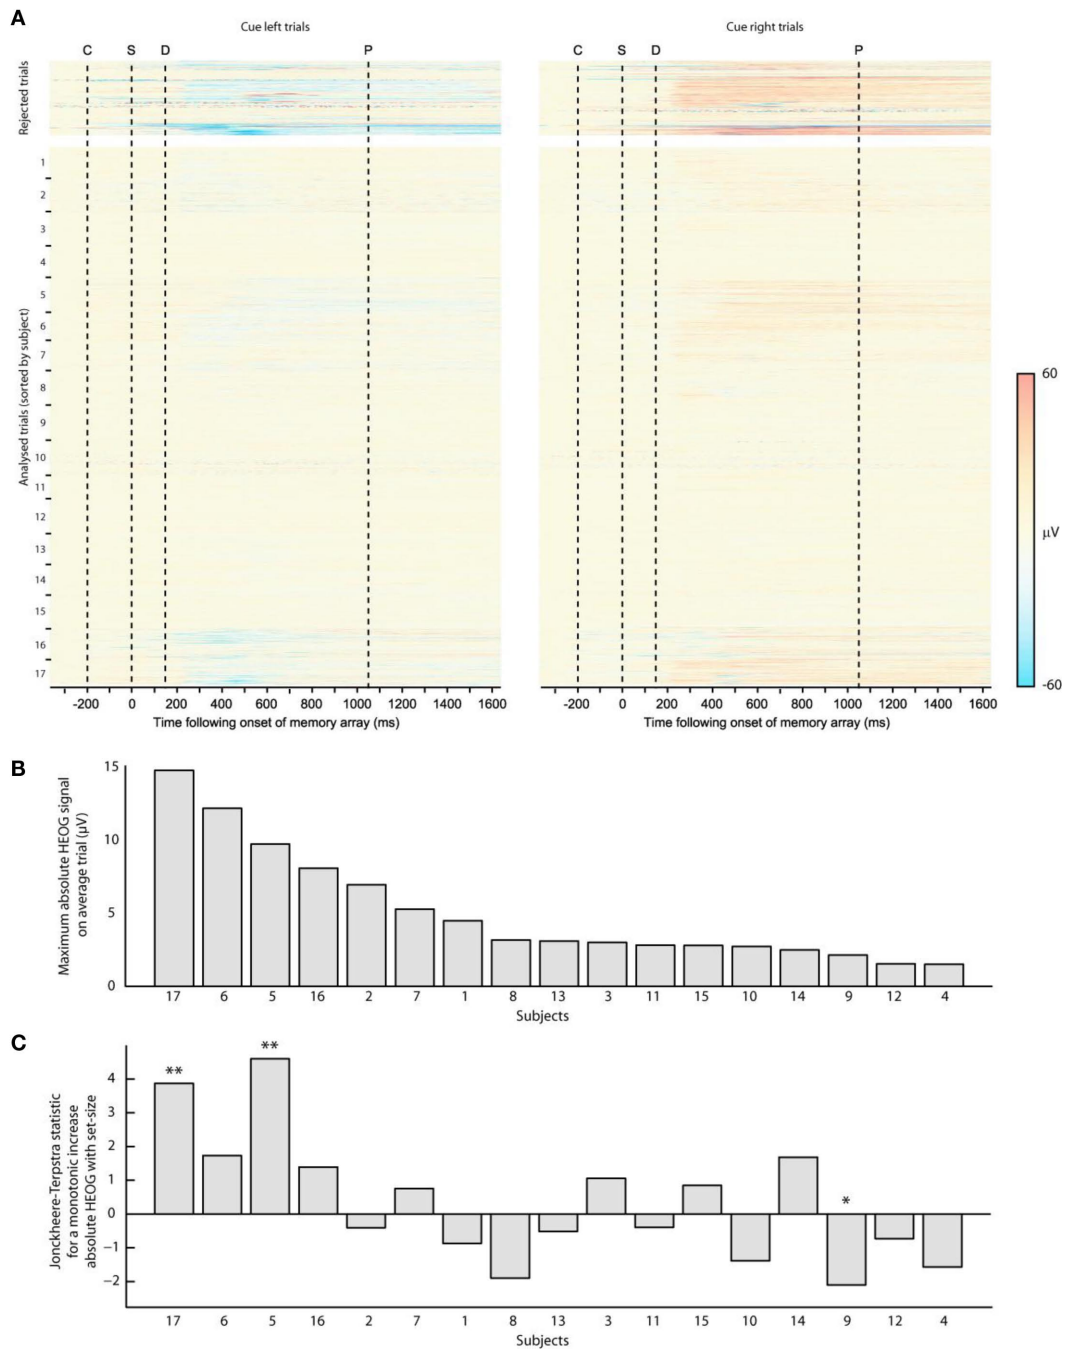 A
Cue left trials
Cue right trials
C S D P
C S D P
Rejected trials
Analysed trials (sorted by subject)
1
2
3
4
5
6
7
8
9
10
11
12
13
14
15
16
17
-200 0 200 400 600 800 1000 1200 1400 1600
-200 0 200 400 600 800 1000 1200 1400 1600
Time following onset of memory array (ms)
Time following onset of memory array (ms)
60
μV
-60
B
Maximum absolute HEOG signal
on average trial (μV)
15
10
5
0
17 6 5 16 2 7 1 8 13 3 11 15 10 14 9 12 4
Subjects
C
Jonckheere-Terpstra statistic
for a monotonic increase
absolute HEOG with set-size
4
3
2
1
0
−1
−2
** ** *
17 6 5 16 2 7 1 8 13 3 11 15 10 14 9 12 4
Subjects